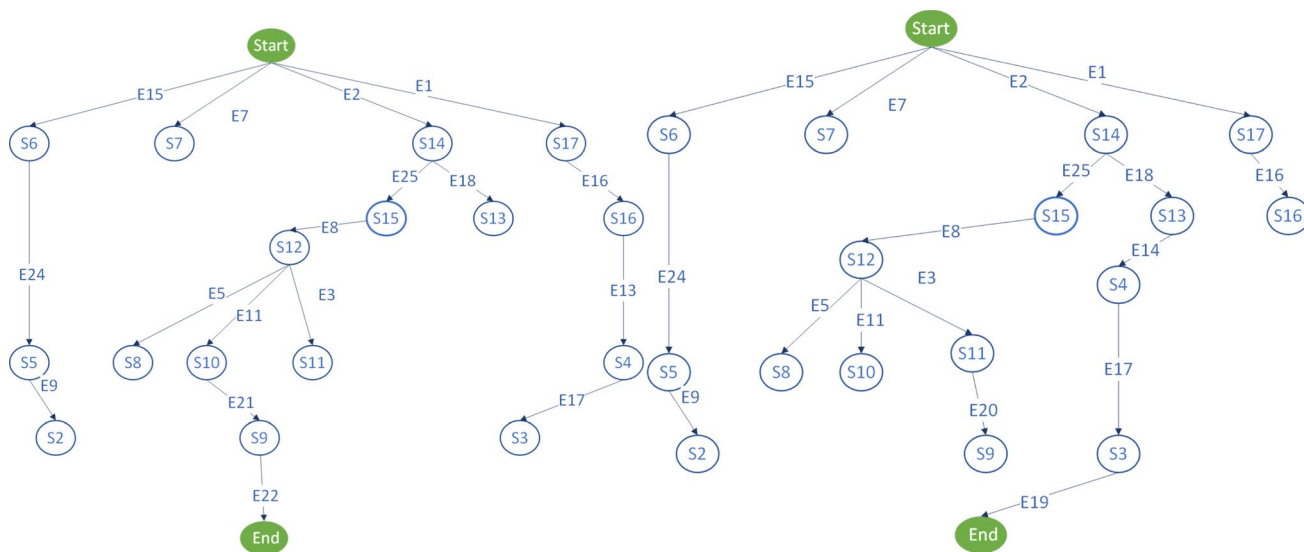 Start
E15
E7
E2
E1
S6
S7
S14
S17
E25
E18
E16
S15
S13
S16
E8
S12
E24
E5
E11
E3
E13
S5
S8
S10
S11
S4
E9
E21
E17
S2
S9
S3
E22
End
Start
E15
E7
E2
E1
S6
S7
S14
S17
E25
E18
E16
S15
S13
S16
E8
E14
S12
S4
E24
E5
E11
E3
S5
S8
S10
S11
E17
E9
E20
S2
S9
S3
E19
End